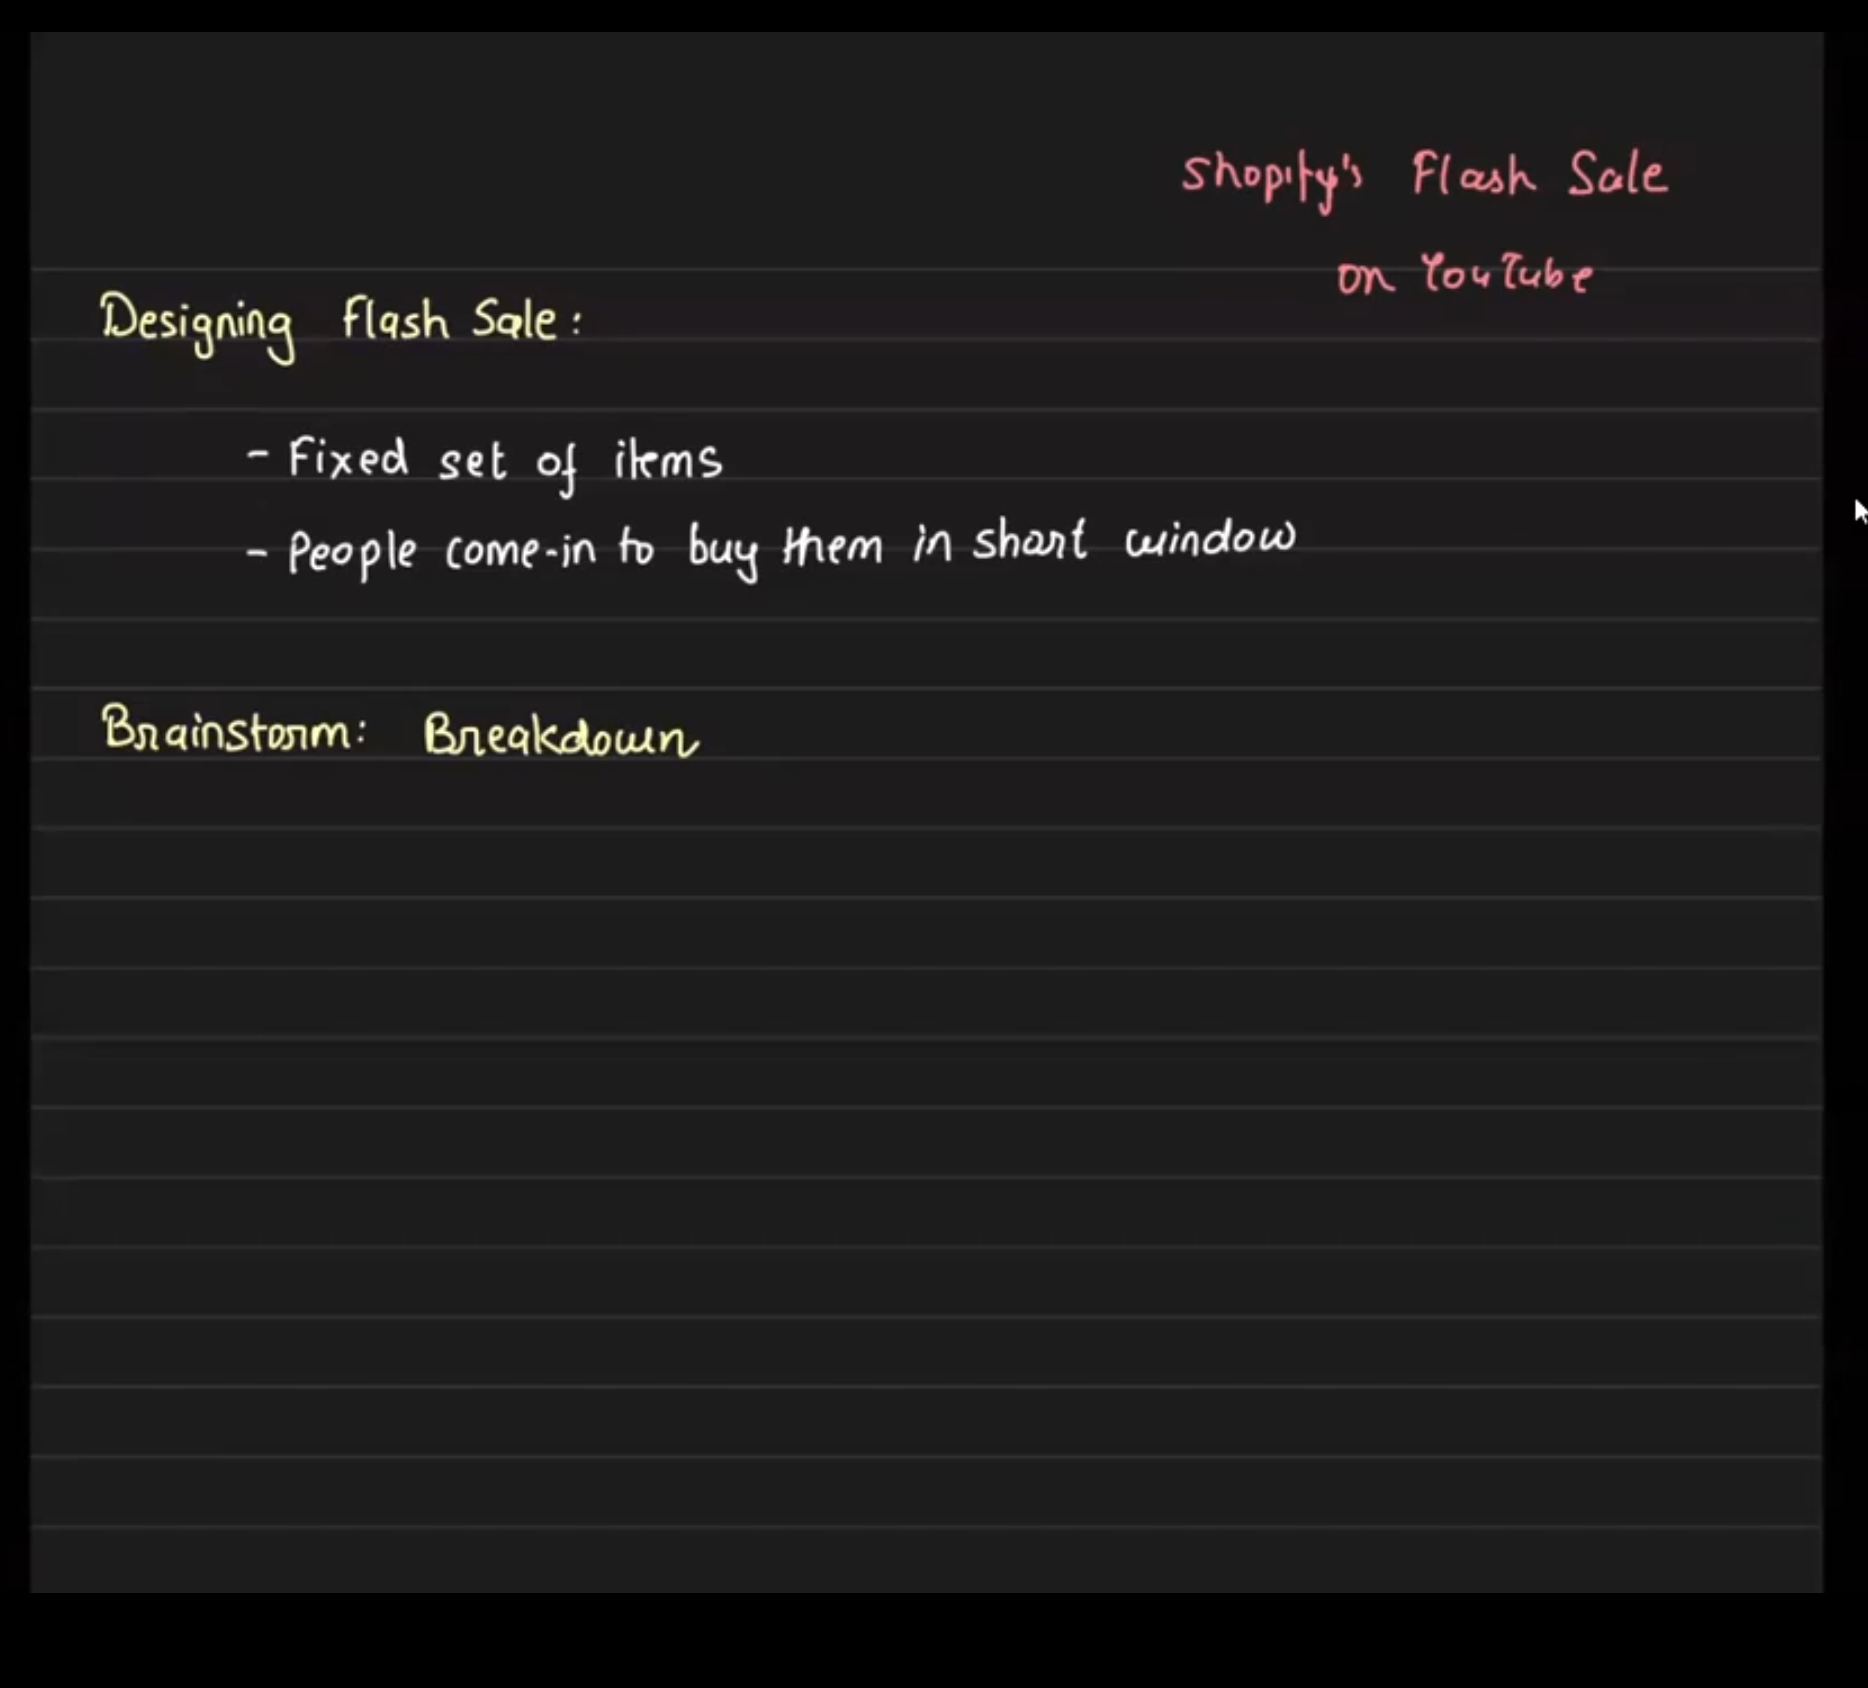 Shopify's Flash Sale
on YouTube
Designing Flash Sale:
- Fixed set of items
- People come-in to buy them in short window
Brainstorm: Breakdown